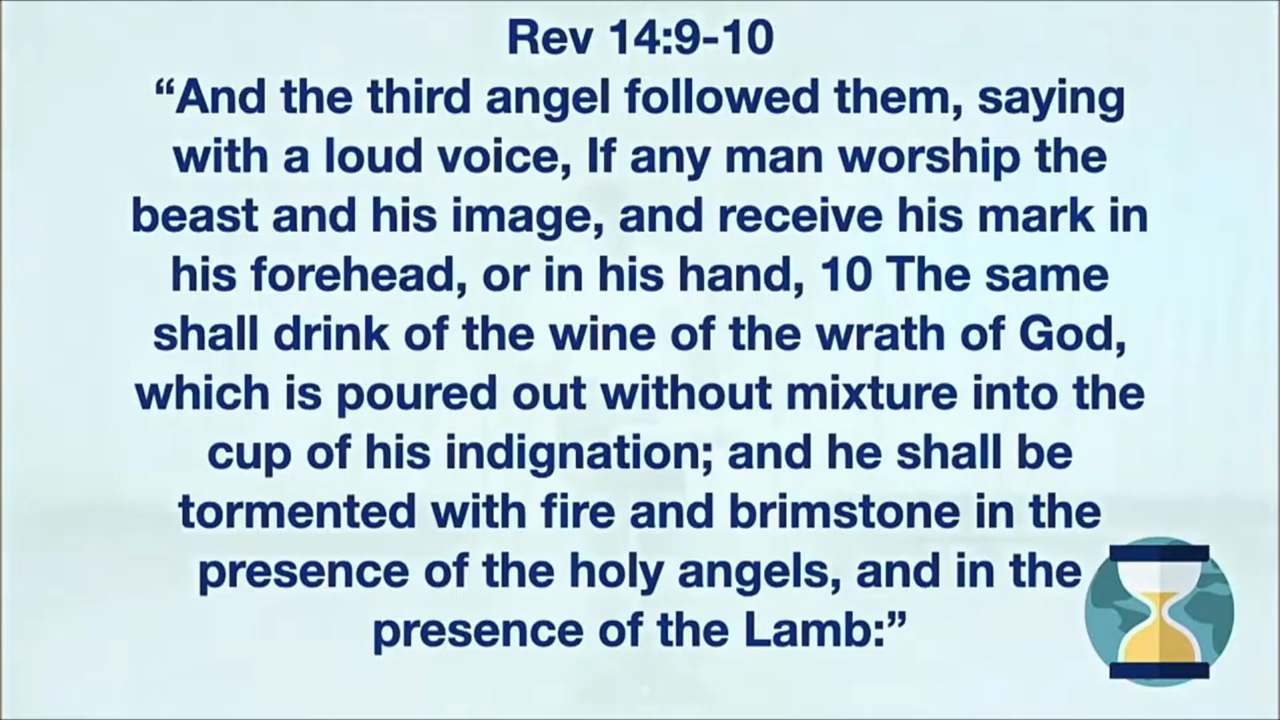 Rev 14:9-10
“And the third angel followed them, saying
with a loud voice, If any man worship the
beast and his image, and receive his mark in
his forehead, or in his hand, 10 The same
shall drink of the wine of the wrath of God,
which is poured out without mixture into the
cup of his indignation; and he shall be
tormented with fire and brimstone in the
presence of the holy angels, and in the
presence of the Lamb:”